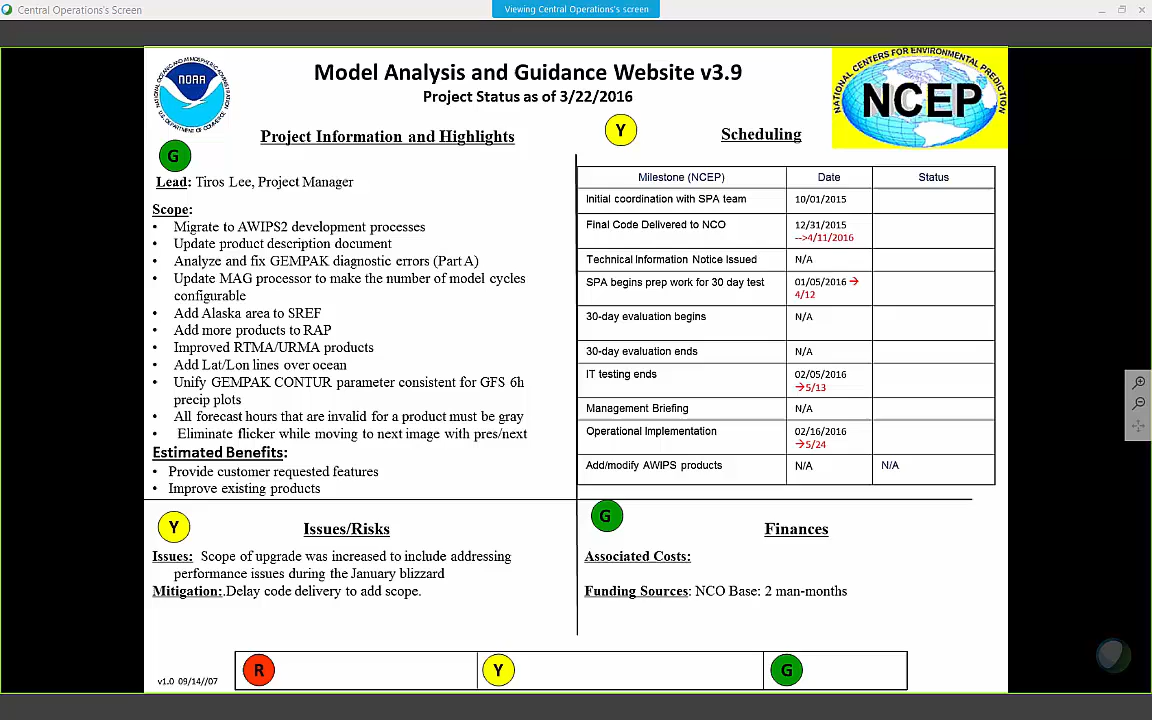 Central Operations's Screen
Viewing Central Operations's screen
NOAA
NATIONAL OCEANIC AND ATMOSPHERIC ADMINISTRATION
U.S. DEPARTMENT OF COMMERCE
Model Analysis and Guidance Website v3.9
Project Status as of 3/22/2016
NATIONAL CENTERS FOR ENVIRONMENTAL PREDICTION
NCEP
G
Project Information and Highlights
Lead: Tiros Lee, Project Manager
Scope:
• Migrate to AWIPS2 development processes
• Update product description document
• Analyze and fix GEMPAK diagnostic errors (Part A)
• Update MAG processor to make the number of model cycles
configurable
• Add Alaska area to SREF
• Add more products to RAP
• Improved RTMA/URMA products
• Add Lat/Lon lines over ocean
• Unify GEMPAK CONTUR parameter consistent for GFS 6h
precip plots
• All forecast hours that are invalid for a product must be gray
• Eliminate flicker while moving to next image with pres/next
Estimated Benefits:
• Provide customer requested features
• Improve existing products
Y
Scheduling
Milestone (NCEP) Date Status
Initial coordination with SPA team 10/01/2015
Final Code Delivered to NCO 12/31/2015
-->4/11/2016
Technical Information Notice Issued N/A
SPA begins prep work for 30 day test 01/05/2016 →
4/12
30-day evaluation begins N/A
30-day evaluation ends N/A
IT testing ends 02/05/2016
→5/13
Management Briefing N/A
Operational Implementation 02/16/2016
→5/24
Add/modify AWIPS products N/A N/A
Y
Issues/Risks
Issues: Scope of upgrade was increased to include addressing
performance issues during the January blizzard
Mitigation:.Delay code delivery to add scope.
G
Finances
Associated Costs:
Funding Sources: NCO Base: 2 man-months
v1.0 09/14//07
R
Y
G